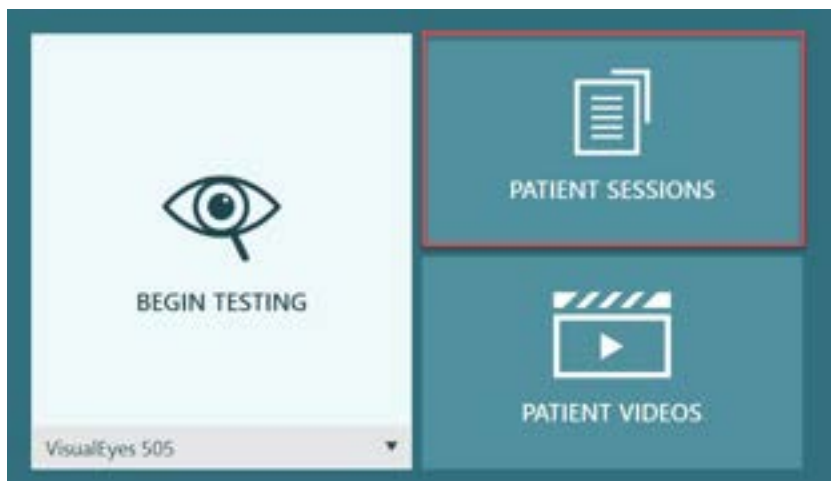 BEGIN TESTING
VisualEyes 505
PATIENT SESSIONS
PATIENT VIDEOS